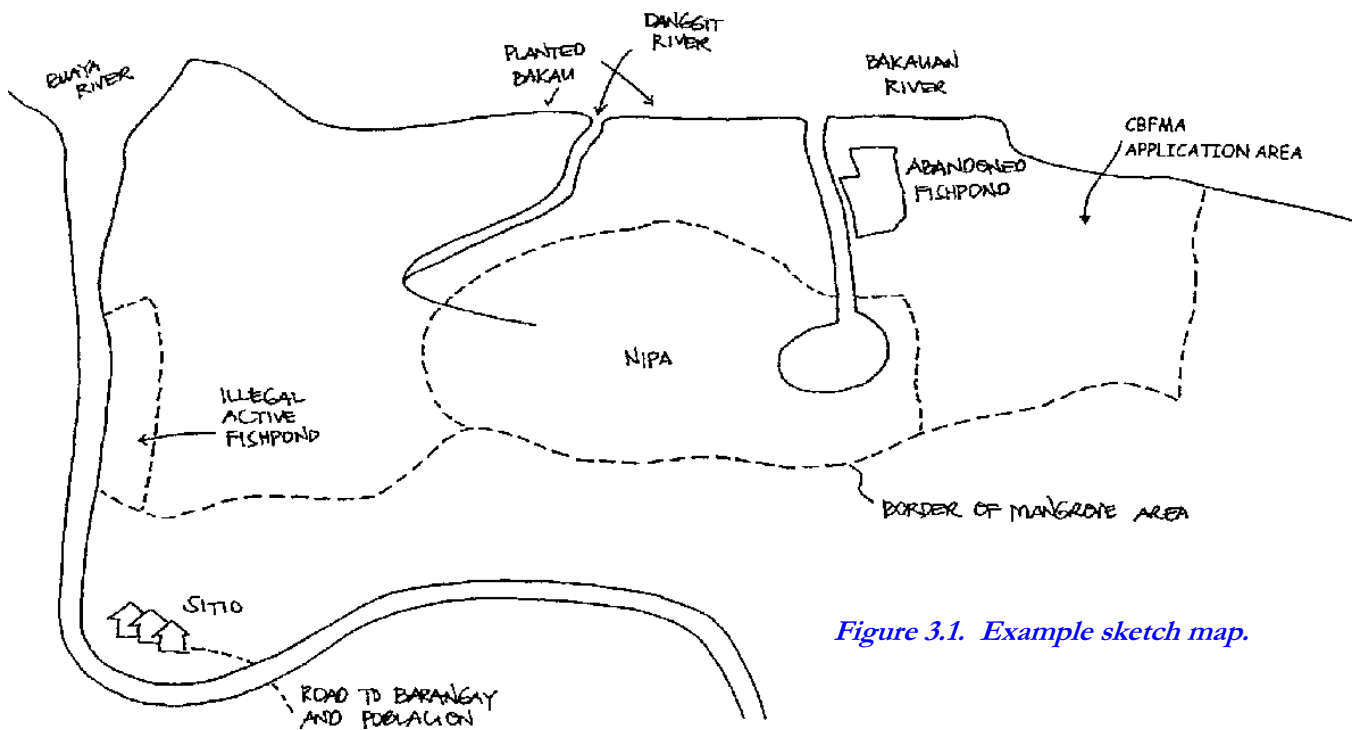 BUAYA
RIVER
PLANTED
BAKAU
DANGGIT
RIVER
BAKAUAN
RIVER
CBFMA
APPLICATION AREA
ABANDONED
FISHPOND
NIPA
ILLEGAL
ACTIVE
FISHPOND
BORDER OF MANGROVE AREA
SITIO
Figure 3.1. Example sketch map.
ROAD TO BARANGAY
AND POBLACION